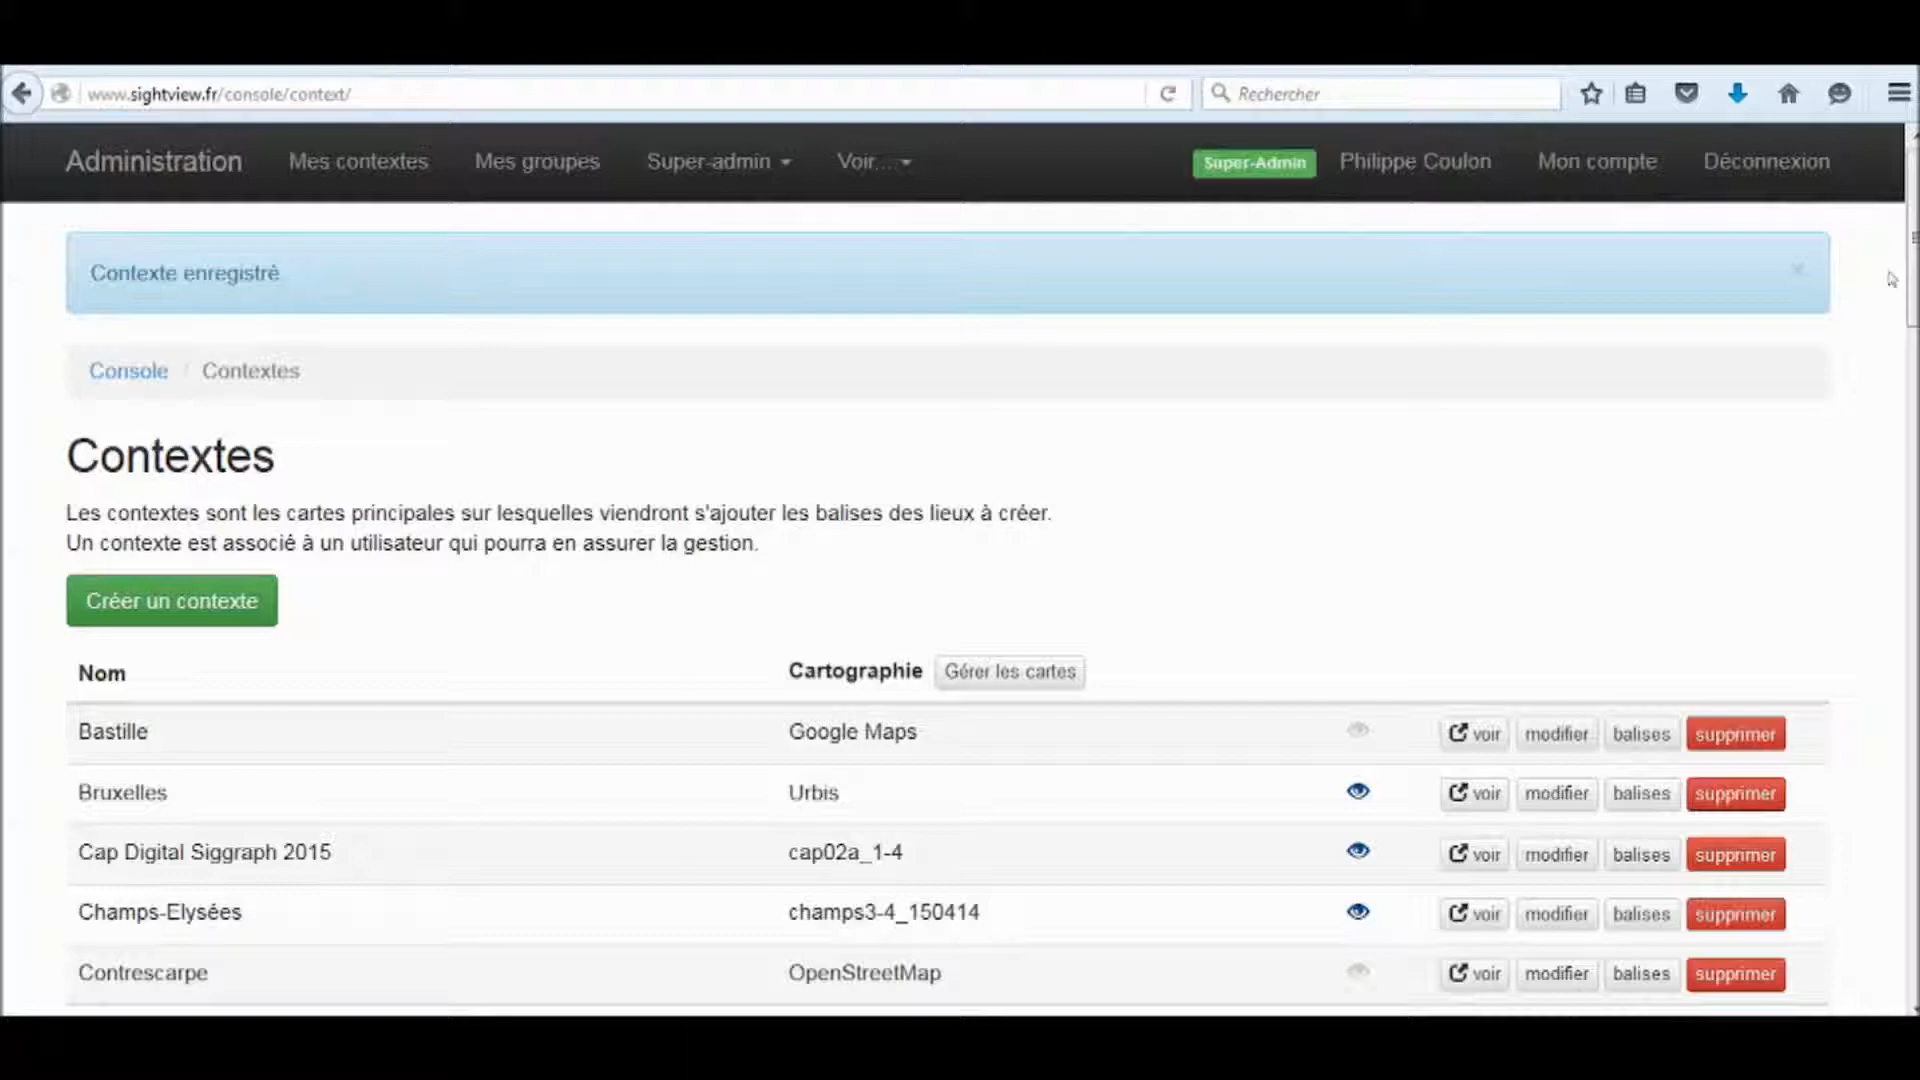 www.sightview.fr/console/context/
Rechercher
Administration Mes contextes Mes groupes Super-admin Voir... Super-Admin Philippe Coulon Mon compte Déconnexion
Contexte enregistré
×
Console / Contextes
Contextes
Les contextes sont les cartes principales sur lesquelles viendront s'ajouter les balises des lieux à créer.
Un contexte est associé à un utilisateur qui pourra en assurer la gestion.
Créer un contexte
Nom Cartographie Gérer les cartes
Bastille Google Maps voir modifier balises supprimer
Bruxelles Urbis voir modifier balises supprimer
Cap Digital Siggraph 2015 cap02a_1-4 voir modifier balises supprimer
Champs-Elysées champs3-4_150414 voir modifier balises supprimer
Contrescarpe OpenStreetMap voir modifier balises supprimer